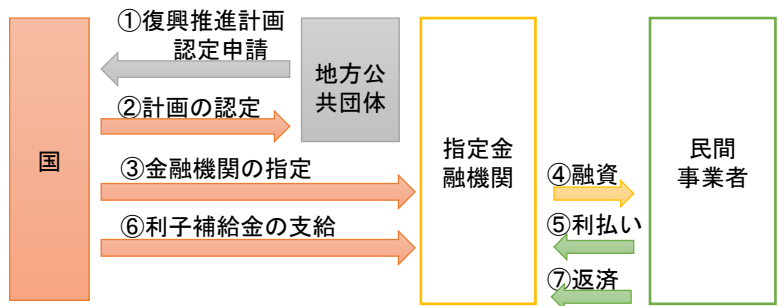 ①復興推進計画
認定申請
地方公
共団体
②計画の認定
国
③金融機関の指定
指定金
融機関
④融資
民間
事業者
⑤利払い
⑥利子補給金の支給
⑦返済